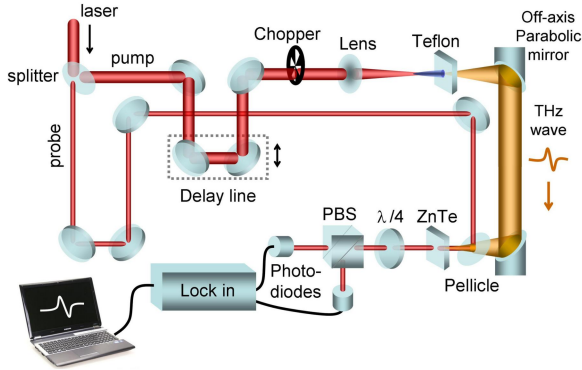 laser
pump
splitter
probe
Chopper
Lens
Teflon
Off-axis
Parabolic
mirror
THz
wave
Delay line
PBS
λ/4
ZnTe
Pellicle
Photo-
diodes
Lock in